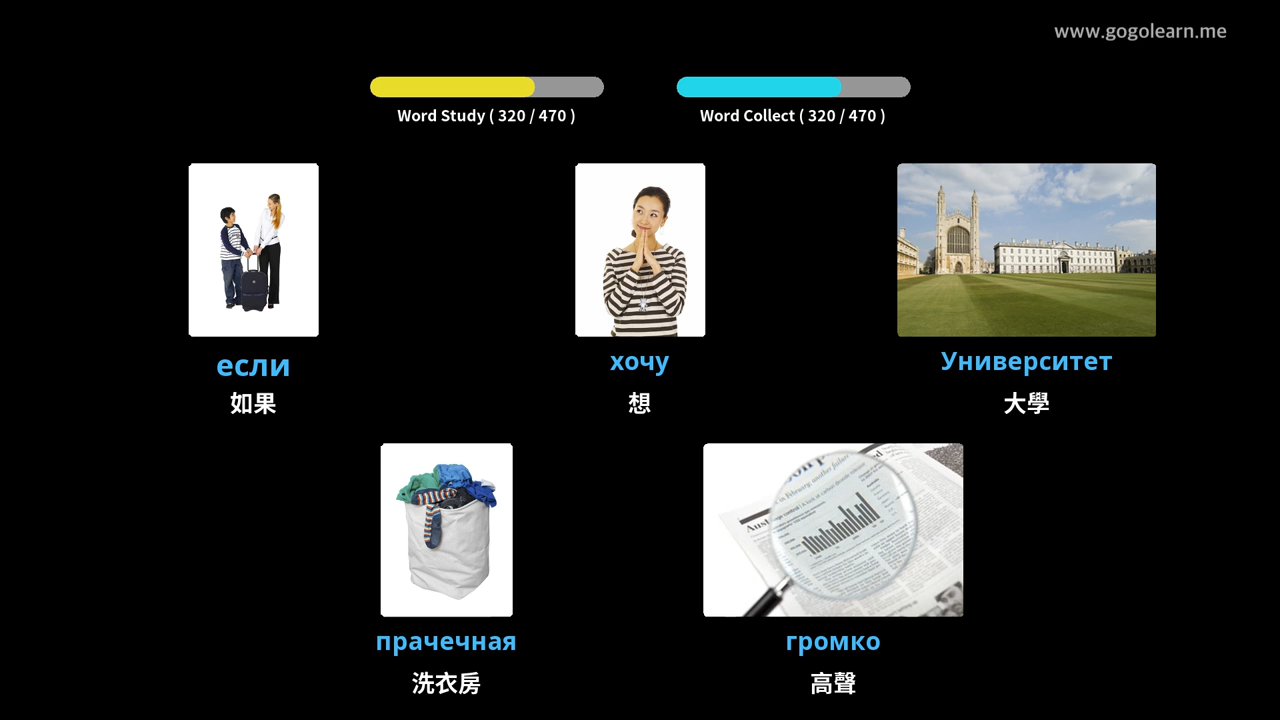 www.gogolearn.me
Word Study ( 320 / 470 )
Word Collect ( 320 / 470 )
если
如果
хочу
想
Университет
大學
прачечная
洗衣房
громко
高聲